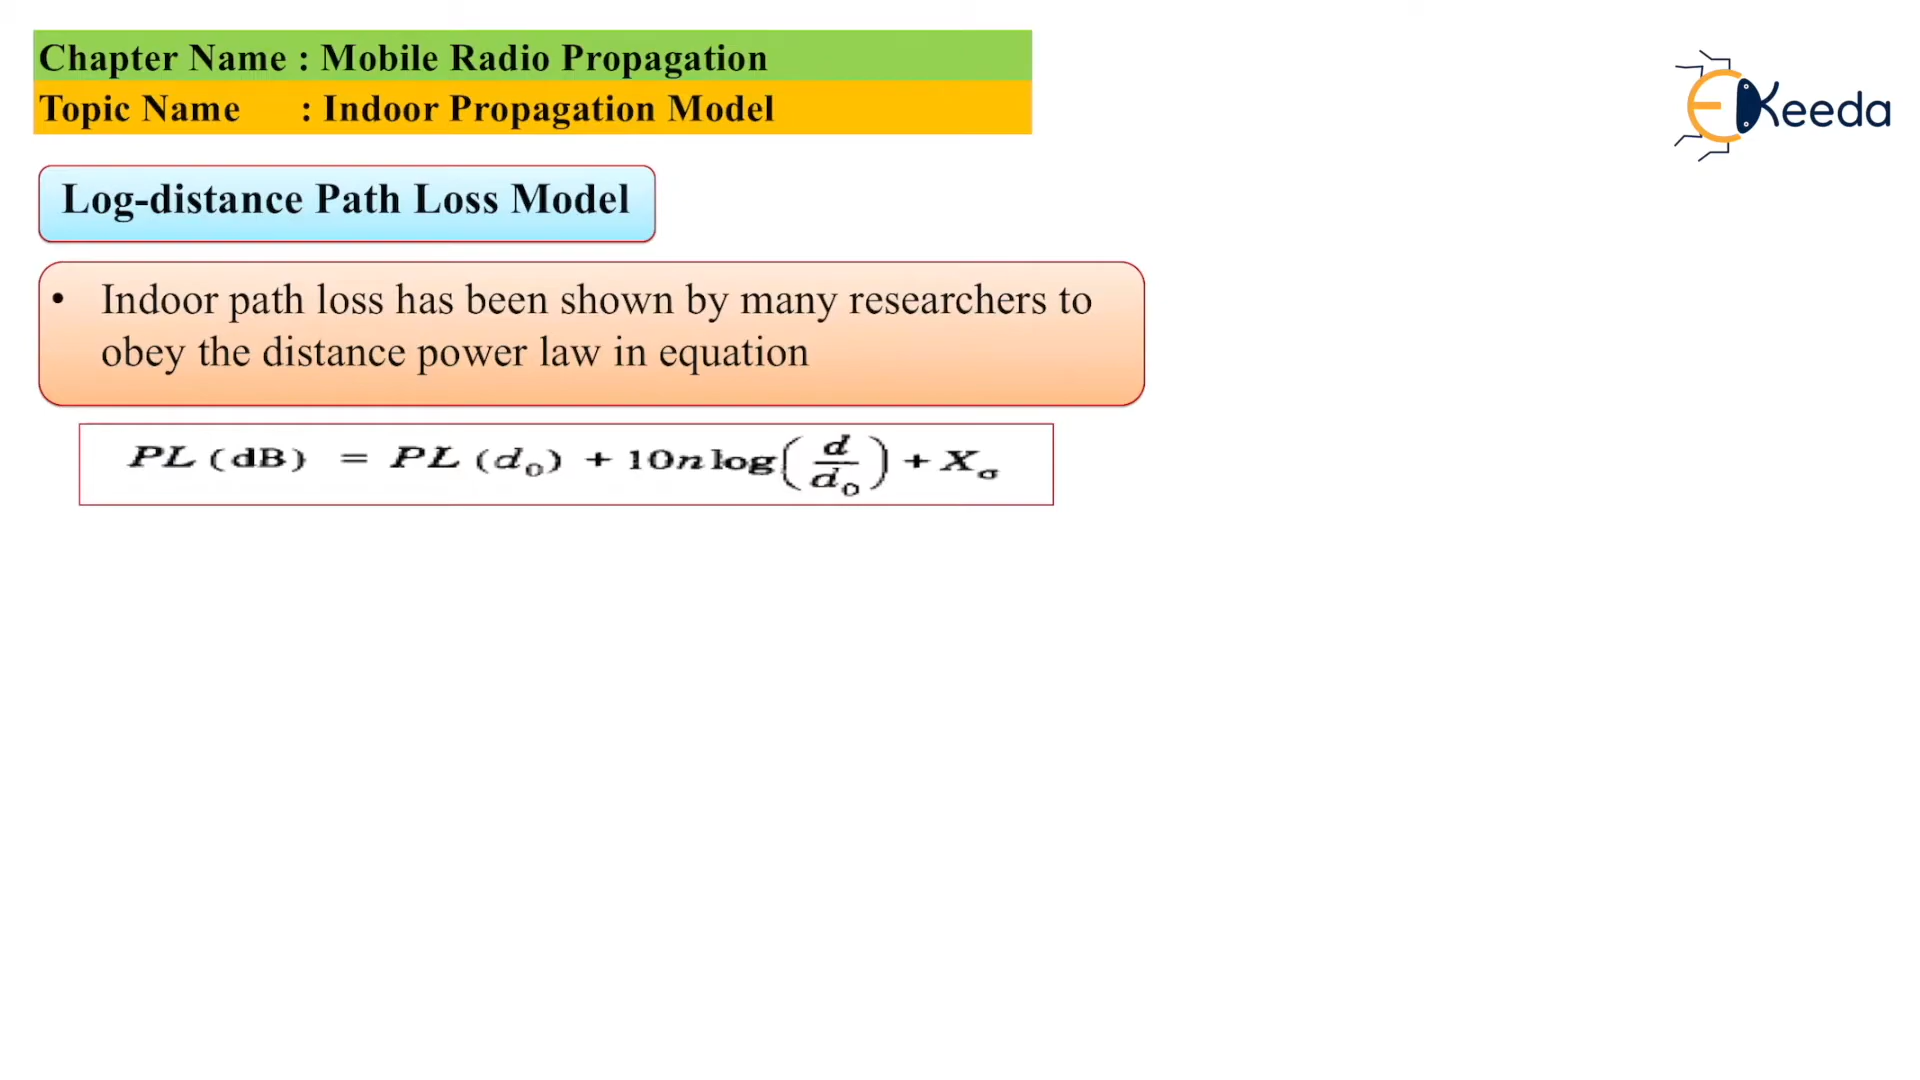 Chapter Name : Mobile Radio Propagation
Topic Name : Indoor Propagation Model
EKeeda
Log-distance Path Loss Model
• Indoor path loss has been shown by many researchers to
obey the distance power law in equation
PL (dB) = PL (d₀) + 10n log(d/d₀) + X_σ